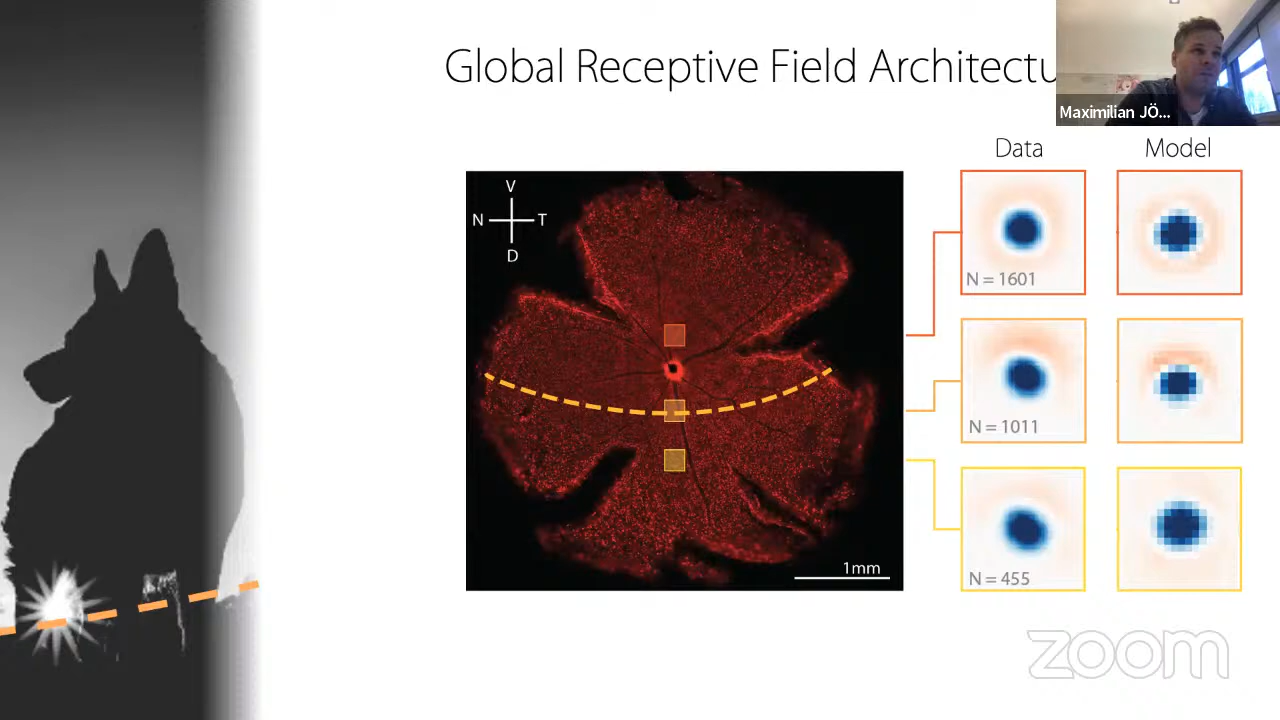 Global Receptive Field Architectu
Maximilian JÖ...
Data
Model
V
N
T
D
N = 1601
N = 1011
N = 455
1mm
zoom